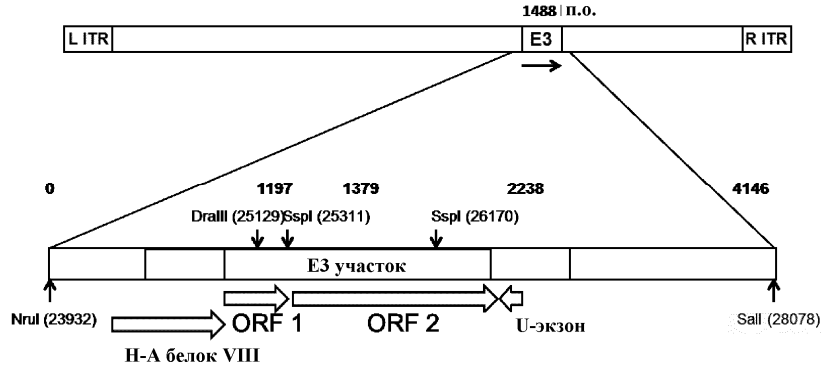 1488 п.о.
L ITR E3 R ITR
0 1197 1379 2238 4146
DraIII (25129) SspI (25311) SspI (26170)
E3 участок
NruI (23932) ORF 1 ORF 2 U-экзон SalI (28078)
H-A белок VIII